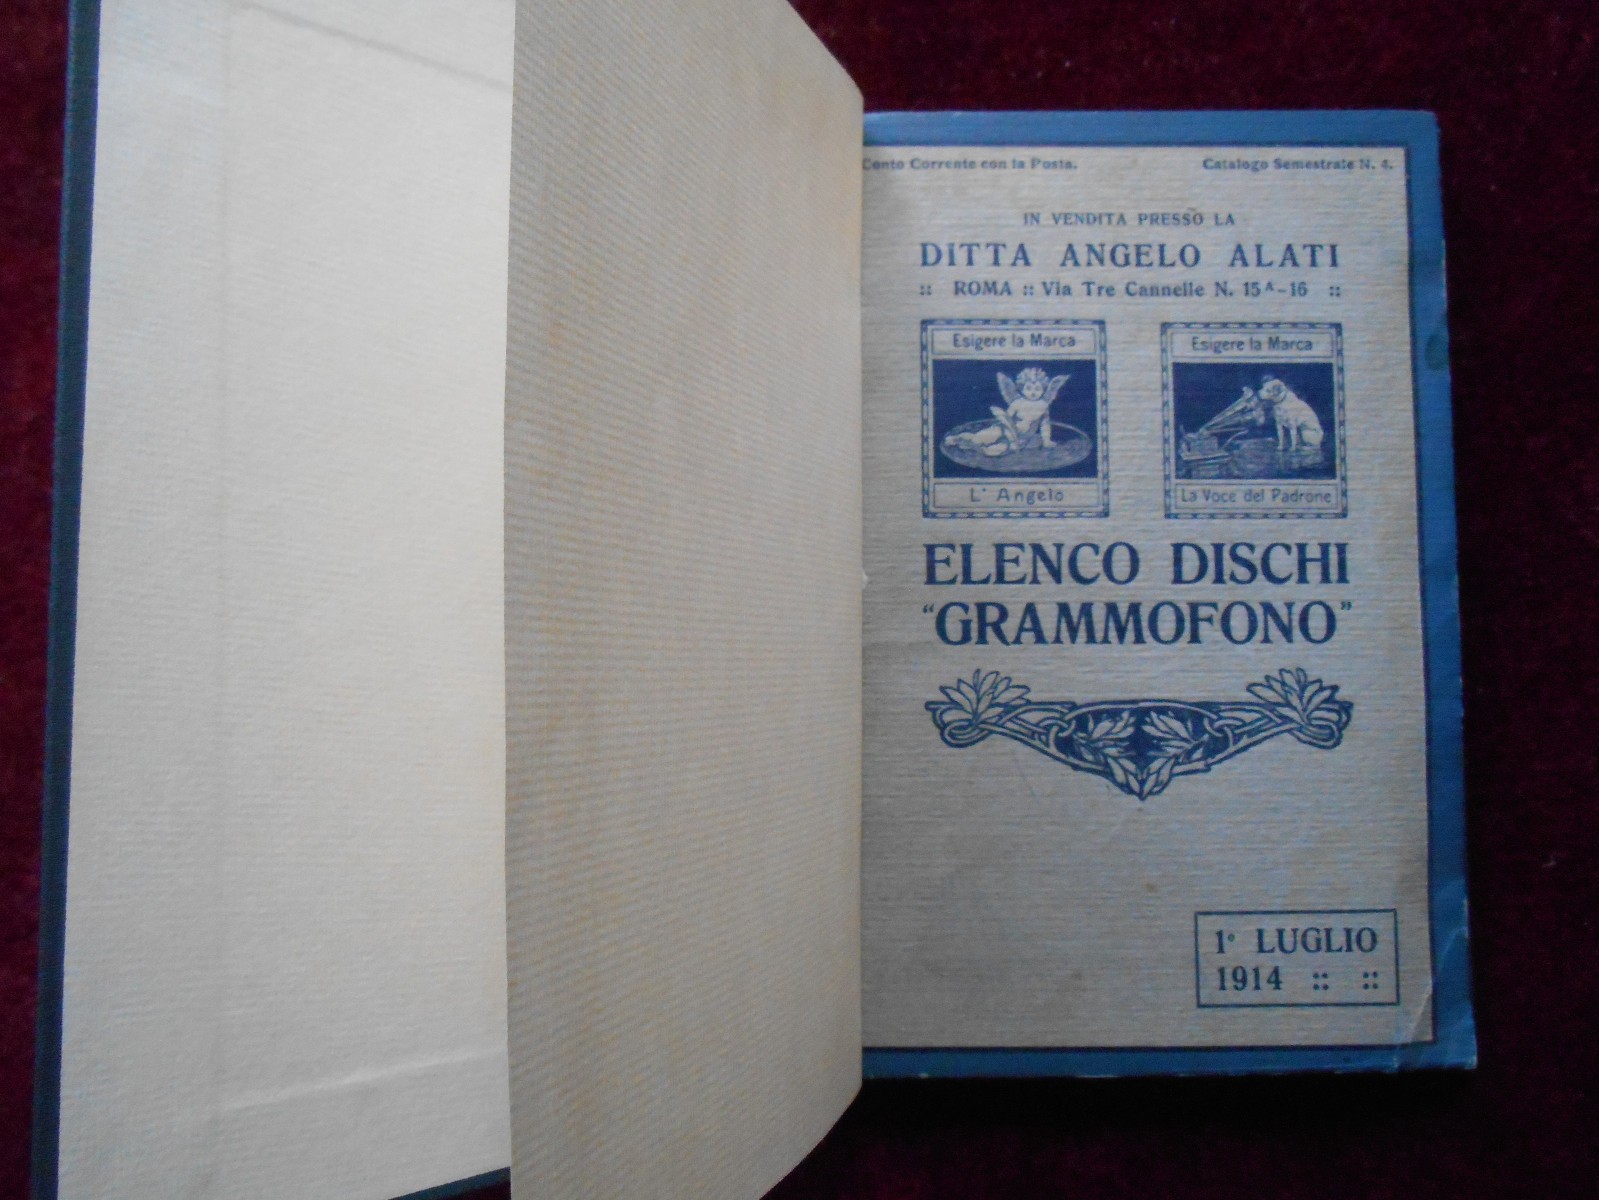 Conto Corrente con la Posta. Catalogo Semestrale N. 4.
IN VENDITA PRESSO LA
DITTA ANGELO ALATI
:: ROMA :: Via Tre Cannelle N. 15 A - 16 ::
Esigere la Marca
L' Angelo
Esigere la Marca
La Voce del Padrone
ELENCO DISCHI
"GRAMMOFONO"
1° LUGLIO
1914 :: ::